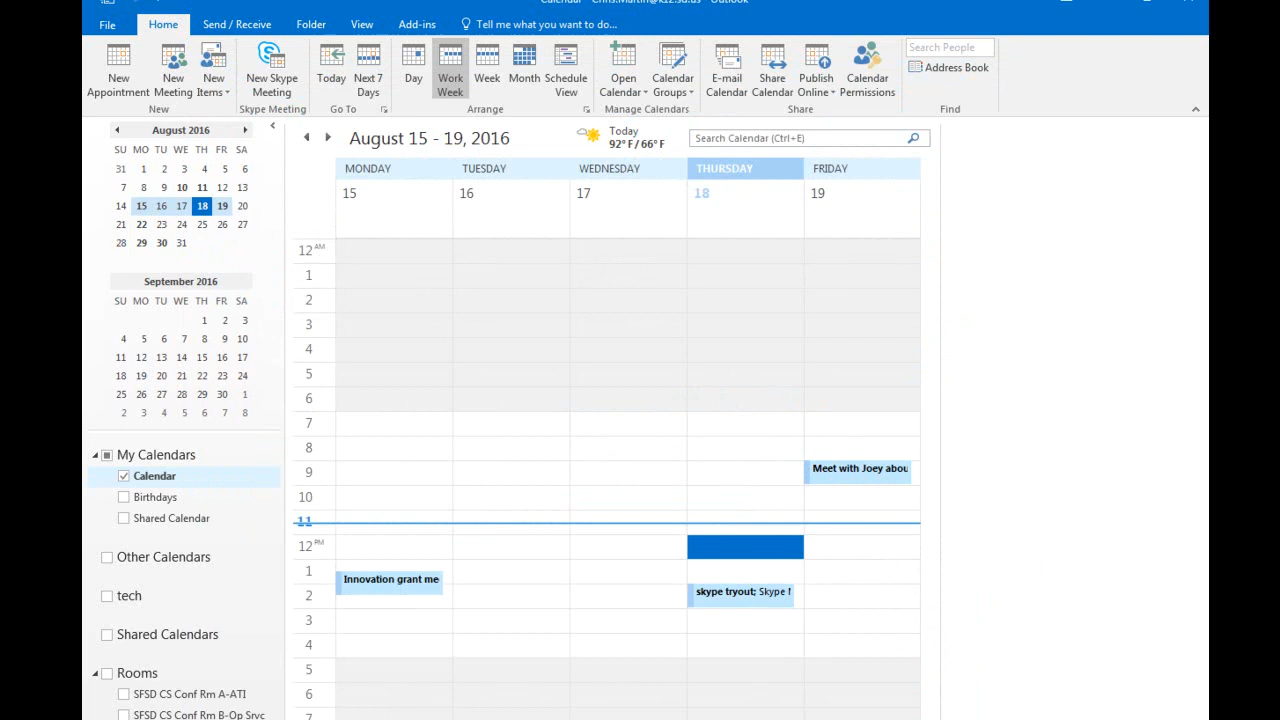 Calendar - Chris.Martin@k12.sd.us - Outlook
File Home Send / Receive Folder View Add-ins Tell me what you want to do...
New Appointment
New Meeting
New Items
New Skype Meeting
Today
Next 7 Days
Day
Work Week
Week
Month
Schedule View
Open Calendar
Calendar Groups
E-mail Calendar
Share Calendar
Publish Online
Calendar Permissions
Search People
Address Book
New Skype Meeting Go To Arrange Manage Calendars Share Find
August 2016
SU MO TU WE TH FR SA
31 1 2 3 4 5 6
7 8 9 10 11 12 13
14 15 16 17 18 19 20
21 22 23 24 25 26 27
28 29 30 31
September 2016
SU MO TU WE TH FR SA
1 2 3
4 5 6 7 8 9 10
11 12 13 14 15 16 17
18 19 20 21 22 23 24
25 26 27 28 29 30 1
2 3 4 5 6 7 8
My Calendars
Calendar
Birthdays
Shared Calendar
Other Calendars
tech
Shared Calendars
Rooms
SFSD CS Conf Rm A-ATI
SFSD CS Conf Rm B-Op Srvc
August 15 - 19, 2016
Today
92° F / 66° F
Search Calendar (Ctrl+E)
MONDAY TUESDAY WEDNESDAY THURSDAY FRIDAY
15 16 17 18 19
12 AM
1
2
3
4
5
6
7
8
9 Meet with Joey abou
10
11
12 PM
1 Innovation grant me
2 skype tryout; Skype M
3
4
5
6
7